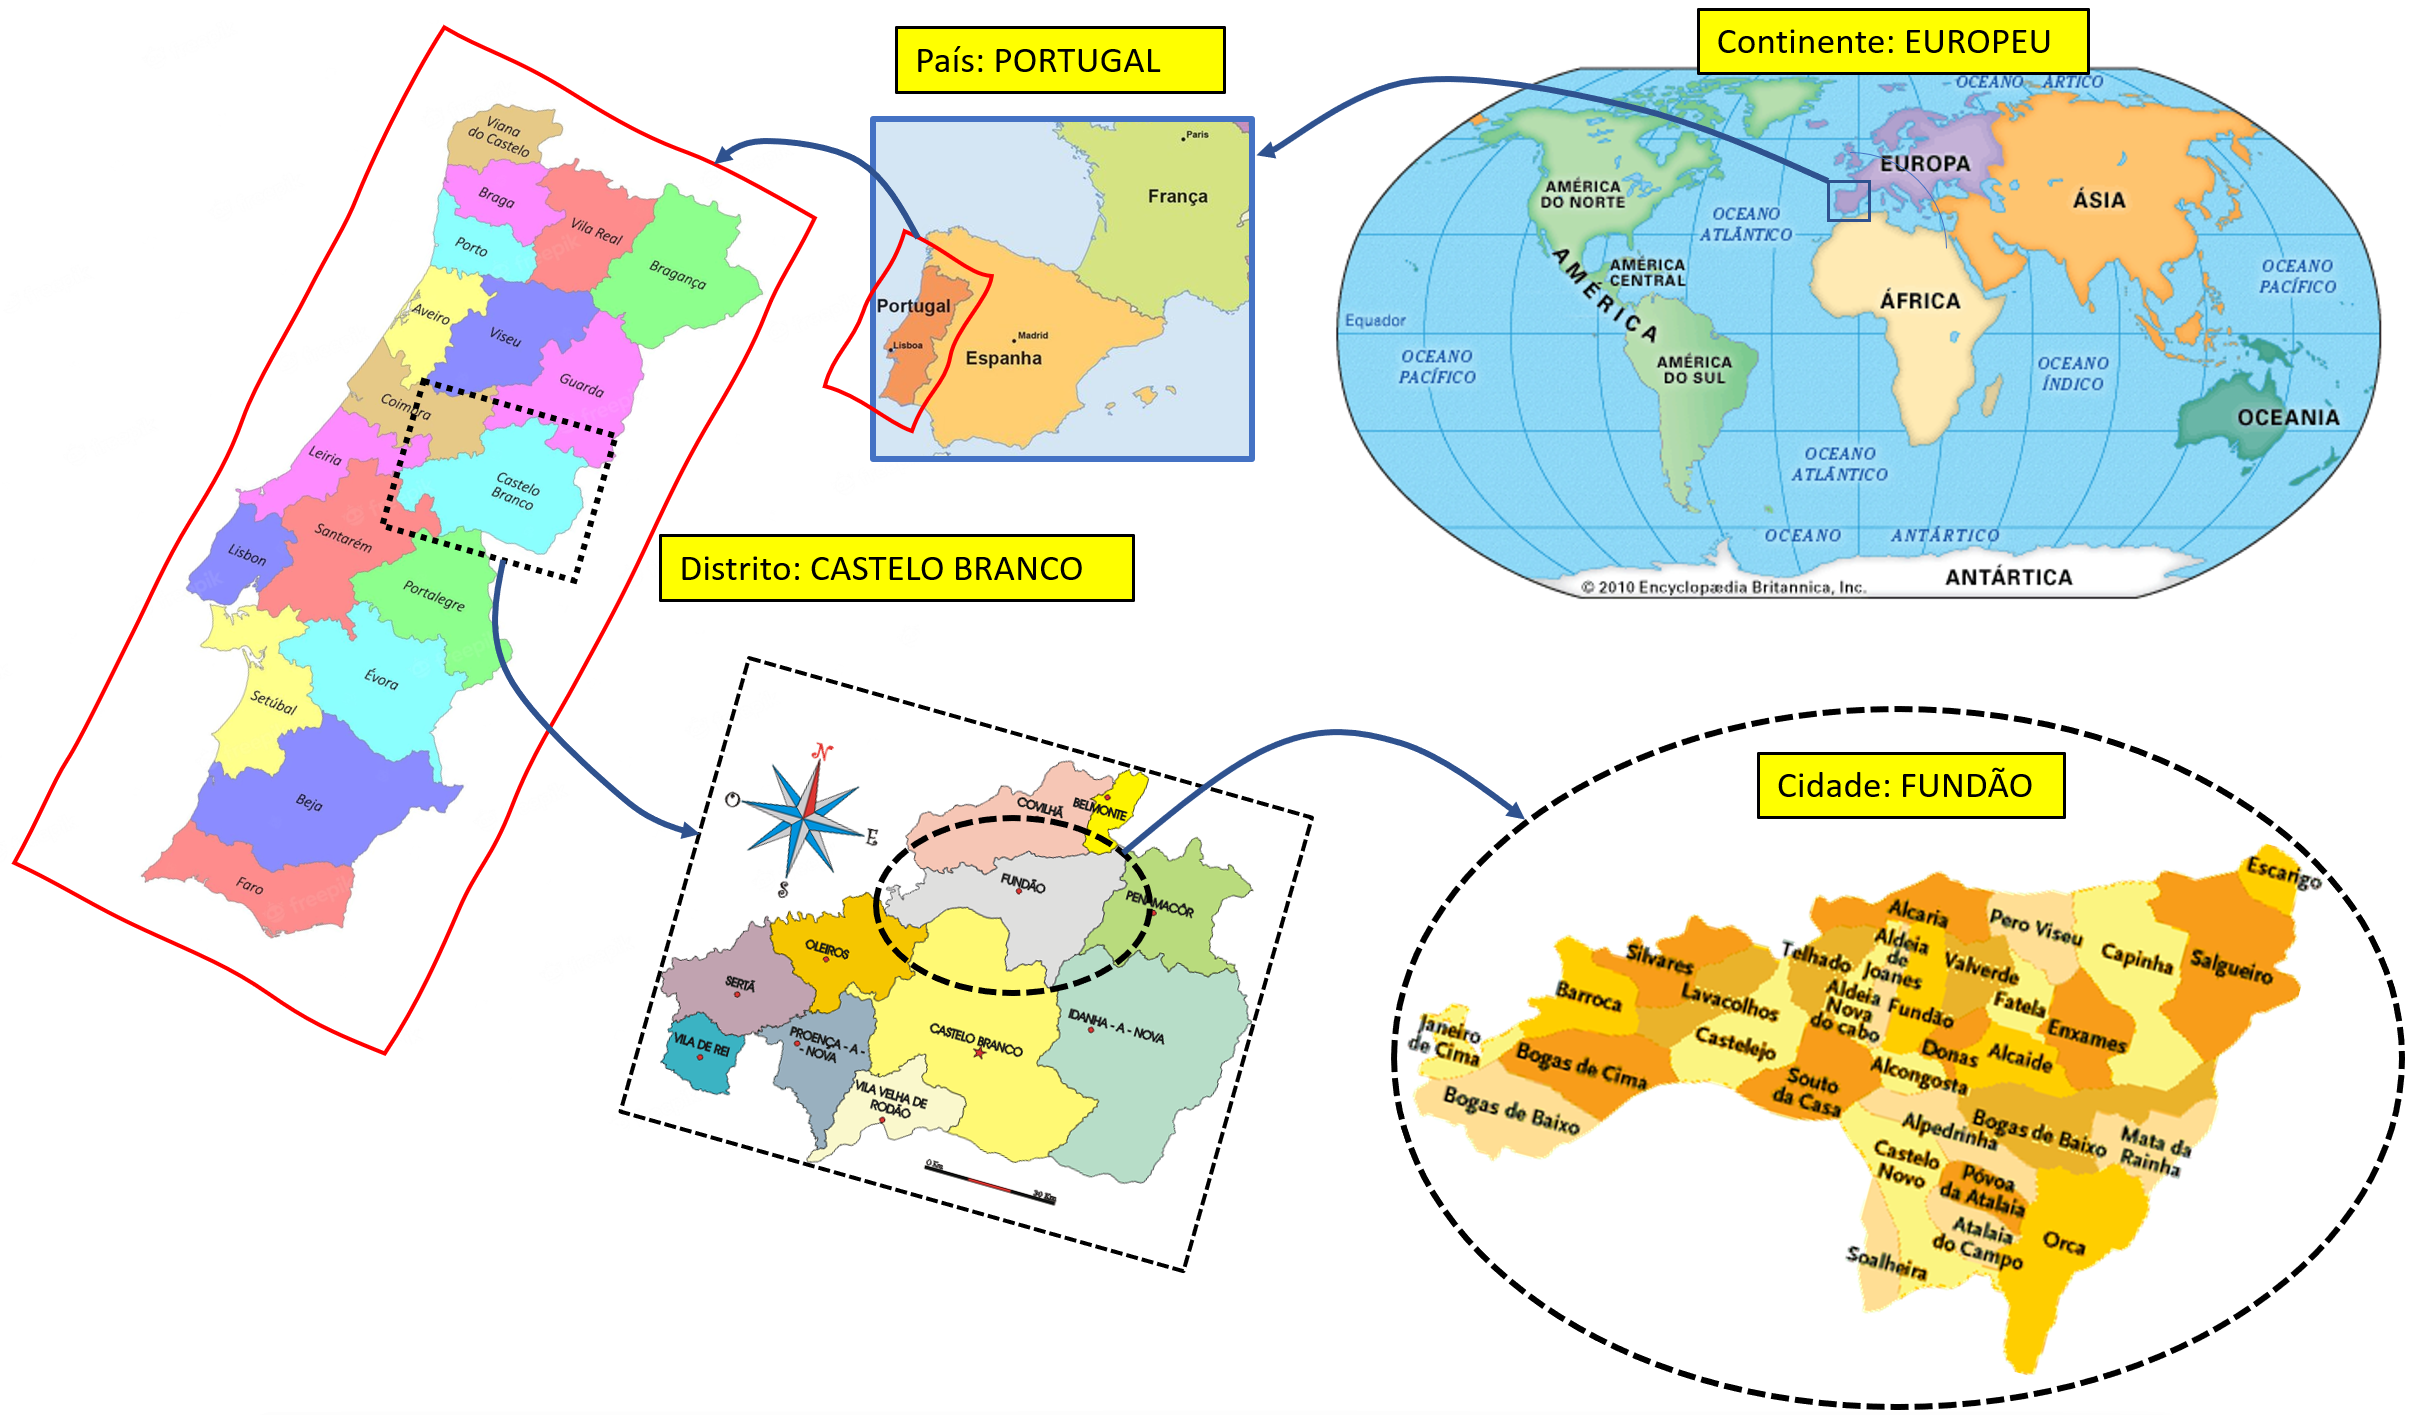 Continente: EUROPEU
País: PORTUGAL
Viana
do Castelo
Braga
Vila Real
Porto
Bragança
Aveiro
Viseu
Guarda
Coimbra
Castelo
Branco
Leiria
Santarém
Lisbon
Portalegre
Évora
Setúbal
Beja
Faro
Paris
França
Portugal
Lisboa
Madrid
Espanha
OCEANO ÁRTICO
EUROPA
ÁSIA
AMÉRICA
DO NORTE
OCEANO
ATLÂNTICO
AMÉRICA
CENTRAL
AMÉRICA
ÁFRICA
OCEANO
PACÍFICO
Equador
OCEANO
PACÍFICO
AMÉRICA
DO SUL
OCEANO
ÍNDICO
OCEANIA
OCEANO
ATLÂNTICO
OCEANO ANTÁRTICO
ANTÁRTICA
© 2010 Encyclopædia Britannica, Inc.
Distrito: CASTELO BRANCO
N
O
E
S
COVILHÃ
BELMONTE
FUNDÃO
PENAMACÔR
OLEIROS
SERTÃ
VILA DE REI
PROENÇA - A -
- NOVA
CASTELO BRANCO
IDANHA - A - NOVA
VILA VELHA DE
RODÃO
0 Km
20 Km
Cidade: FUNDÃO
Escarigo
Alcaria
Pero Viseu
Capinha
Salgueiro
Silvares
Telhado
Aldeia
de
Joanes
Valverde
Barroca
Lavacolhos
Aldeia
Nova
do cabo
Fundão
Fatela
Enxames
Janeiro
de Cima
Bogas de Cima
Castelejo
Donas
Alcaide
Souto
da Casa
Alcongosta
Bogas de Baixo
Alpedrinha
Bogas de Baixo
Mata da
Rainha
Castelo
Novo
Póvoa
da Atalaia
Atalaia
do Campo
Orca
Soalheira